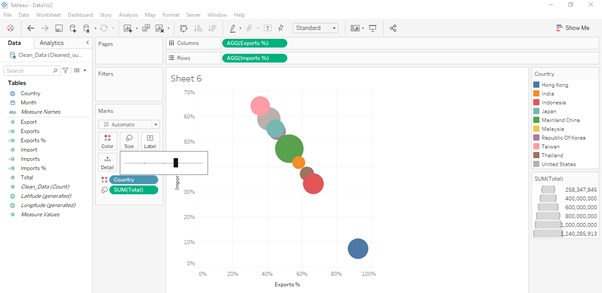 Tableau - DataVis2
File Data Worksheet Dashboard Story Analysis Map Format Server Window Help
Standard
Show Me
Data Analytics
Clean_Data (Cleared_ou...
Search
Tables
Country
Month
Measure Names
Export
Exports
Exports %
Import
Imports
Imports %
Total
Clean_Data (Count)
Latitude (generated)
Longitude (generated)
Measure Values
Pages
Filters
Marks
Automatic
Color Size Label
Detail
Country
SUM(Total)
Columns AGG(Exports %)
Rows AGG(Imports %)
Sheet 6
70%
60%
50%
40%
30%
20%
10%
0%
Impor
0% 20% 40% 60% 80% 100%
Exports %
Country
Hong Kong
India
Indonesia
Japan
Mainland China
Malaysia
Republic Of Korea
Taiwan
Thailand
United States
SUM(Total)
258,347,845
400,000,000
600,000,000
800,000,000
1,000,000,000
1,240,285,913